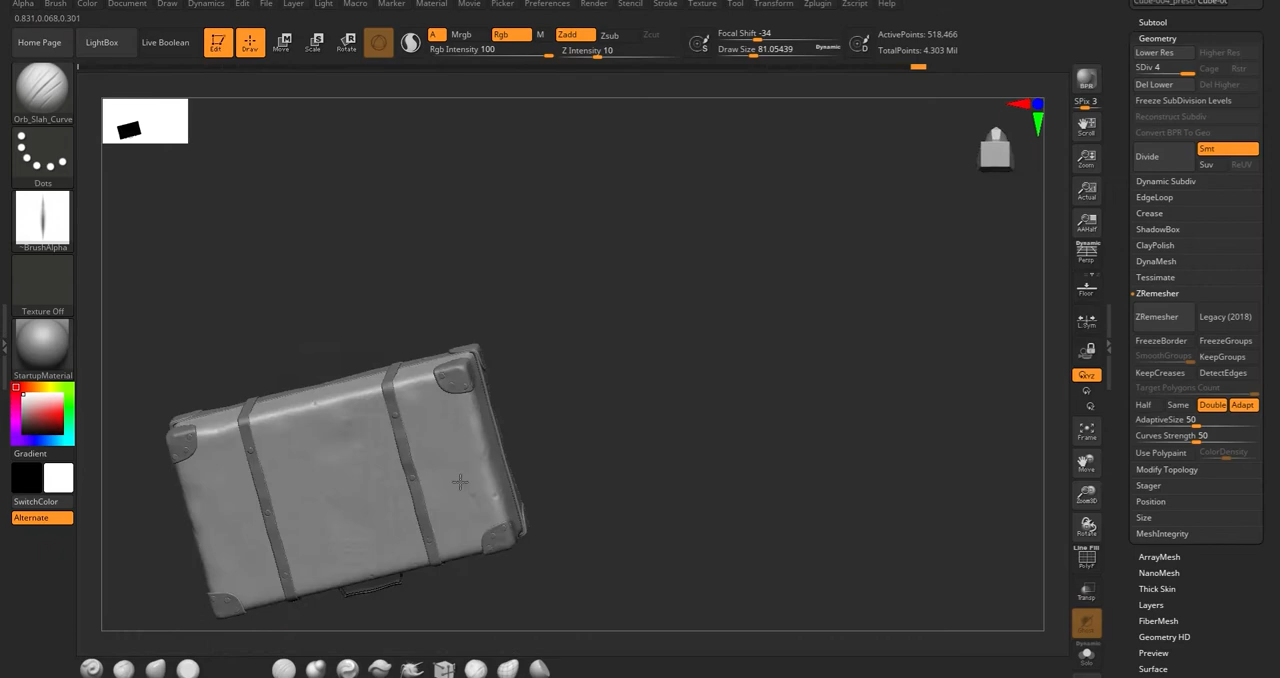 Alpha Brush Color Document Draw Dynamics Edit File Layer Light Macro Marker Material Movie Picker Preferences Render Stencil Stroke Texture Tool Transform Zplugin Zscript Help
0.831,0.068,0.301
Home Page LightBox Live Boolean Edit Draw Move Scale Rotate
A Mrgb Rgb M Zadd Zsub Zcut
Rgb Intensity 100 Z Intensity 10
Focal Shift -34
Draw Size 81.05439 Dynamic
ActivePoints: 518,466
TotalPoints: 4.303 Mil
Orb_Slah_Curve
Dots
~BrushAlpha
Texture Off
StartupMaterial
Gradient
SwitchColor
Alternate
BPR
SPix 3
Scroll
Zoom
Actual
AAHalf
Dynamic
Persp
Floor
L.Sym
Qxyz
Frame
Move
Zoom3D
Rotate
Line Fill
PolyF
Transp
Dynamic
Solo
Subtool
Geometry
Lower Res Higher Res
SDiv 4 Cage Rstr
Del Lower Del Higher
Freeze SubDivision Levels
Reconstruct Subdiv
Convert BPR To Geo
Divide Smt
Suv ReUV
Dynamic Subdiv
EdgeLoop
Crease
ShadowBox
ClayPolish
DynaMesh
Tessimate
ZRemesher
ZRemesher Legacy (2018)
FreezeBorder FreezeGroups
SmoothGroups KeepGroups
KeepCreases DetectEdges
Target Polygons Count
Half Same Double Adapt
AdaptiveSize 50
Curves Strength 50
Use Polypaint ColorDensity
Modify Topology
Stager
Position
Size
MeshIntegrity
ArrayMesh
NanoMesh
Thick Skin
Layers
FiberMesh
Geometry HD
Preview
Surface